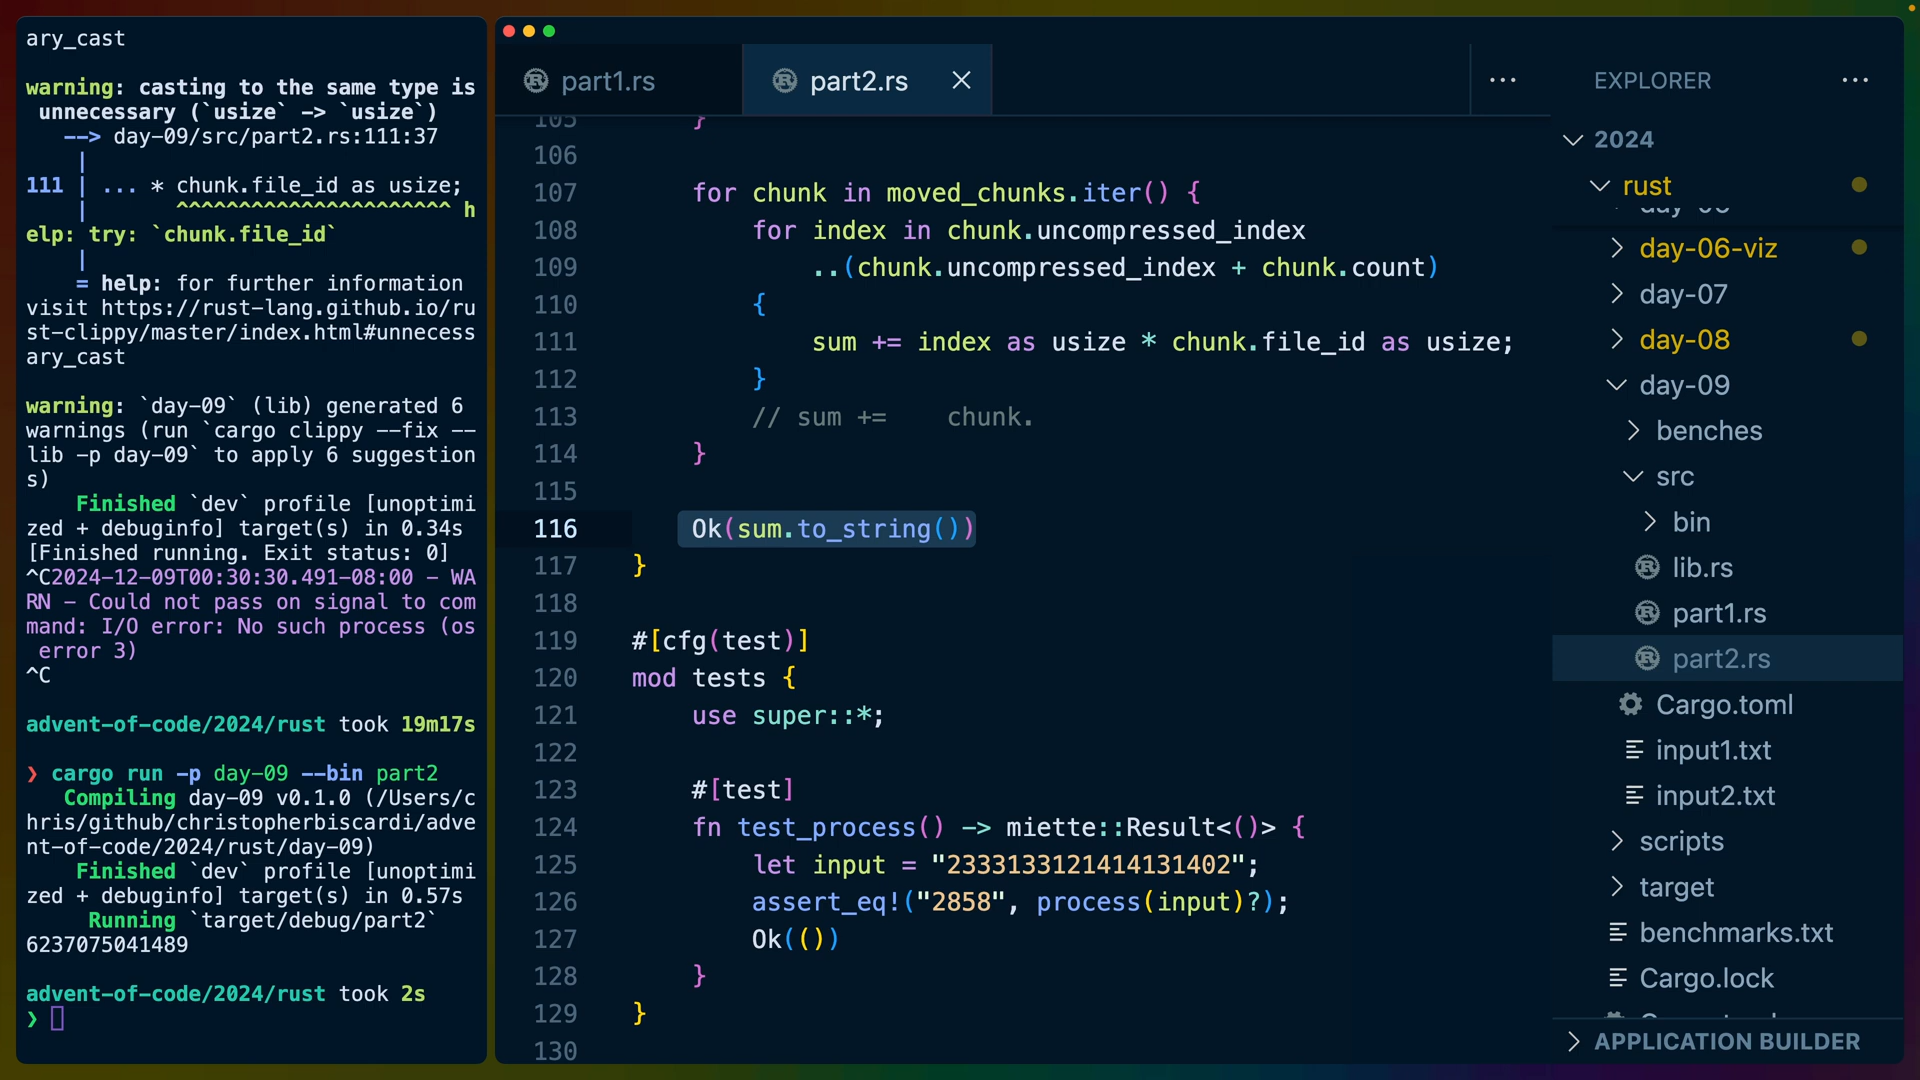 ary_cast
warning: casting to the same type is
unnecessary (`usize` -> `usize`)
--> day-09/src/part2.rs:111:37
|
111 | ... * chunk.file_id as usize;
| ^^^^^^^^^^^^^^^^^^^^^^ h
elp: try: `chunk.file_id`
|
= help: for further information
visit https://rust-lang.github.io/ru
st-clippy/master/index.html#unnecess
ary_cast
warning: `day-09` (lib) generated 6
warnings (run `cargo clippy --fix --
lib -p day-09` to apply 6 suggestion
s)
Finished `dev` profile [unoptimi
zed + debuginfo] target(s) in 0.34s
[Finished running. Exit status: 0]
^C2024-12-09T00:30:30.491-08:00 - WA
RN - Could not pass on signal to com
mand: I/O error: No such process (os
error 3)
^C
advent-of-code/2024/rust took 19m17s
❯ cargo run -p day-09 --bin part2
Compiling day-09 v0.1.0 (/Users/c
hris/github/christopherbiscardi/adve
nt-of-code/2024/rust/day-09)
Finished `dev` profile [unoptimi
zed + debuginfo] target(s) in 0.57s
Running `target/debug/part2`
6237075041489
advent-of-code/2024/rust took 2s
❯
part1.rs
part2.rs
105 }
106
107 for chunk in moved_chunks.iter() {
108 for index in chunk.uncompressed_index
109 ..(chunk.uncompressed_index + chunk.count)
110 {
111 sum += index as usize * chunk.file_id as usize;
112 }
113 // sum += chunk.
114 }
115
116 Ok(sum.to_string())
117 }
118
119 #[cfg(test)]
120 mod tests {
121 use super::*;
122
123 #[test]
124 fn test_process() -> miette::Result<()> {
125 let input = "2333133121414131402";
126 assert_eq!("2858", process(input)?);
127 Ok(())
128 }
129 }
130
EXPLORER
2024
rust
day-06-viz
day-07
day-08
day-09
benches
src
bin
lib.rs
part1.rs
part2.rs
Cargo.toml
input1.txt
input2.txt
scripts
target
benchmarks.txt
Cargo.lock
APPLICATION BUILDER